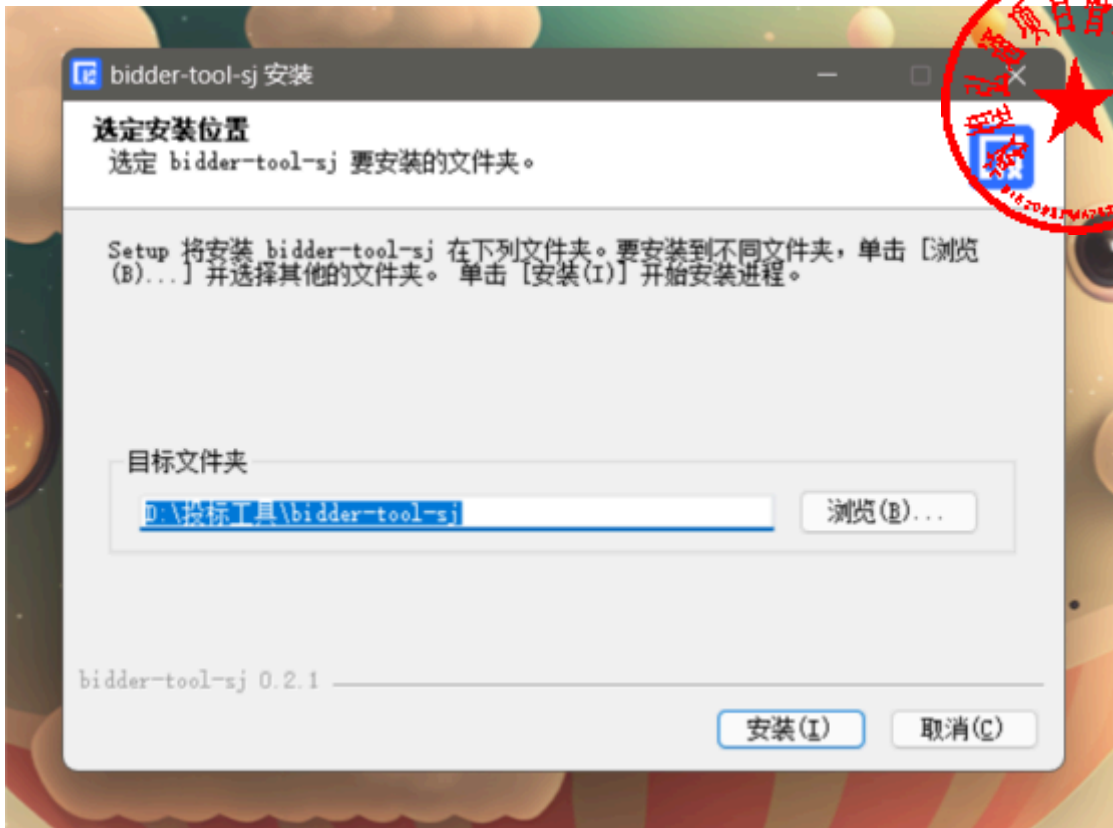 bidder-tool-sj 安装
选定安装位置
选定 bidder-tool-sj 要安装的文件夹。
Setup 将安装 bidder-tool-sj 在下列文件夹。要安装到不同文件夹，单击 [浏览
(B)...] 并选择其他的文件夹。 单击 [安装(I)] 开始安装进程。
目标文件夹
D:\投标工具\bidder-tool-sj
浏览(B)...
bidder-tool-sj 0.2.1
安装(I)
取消(C)